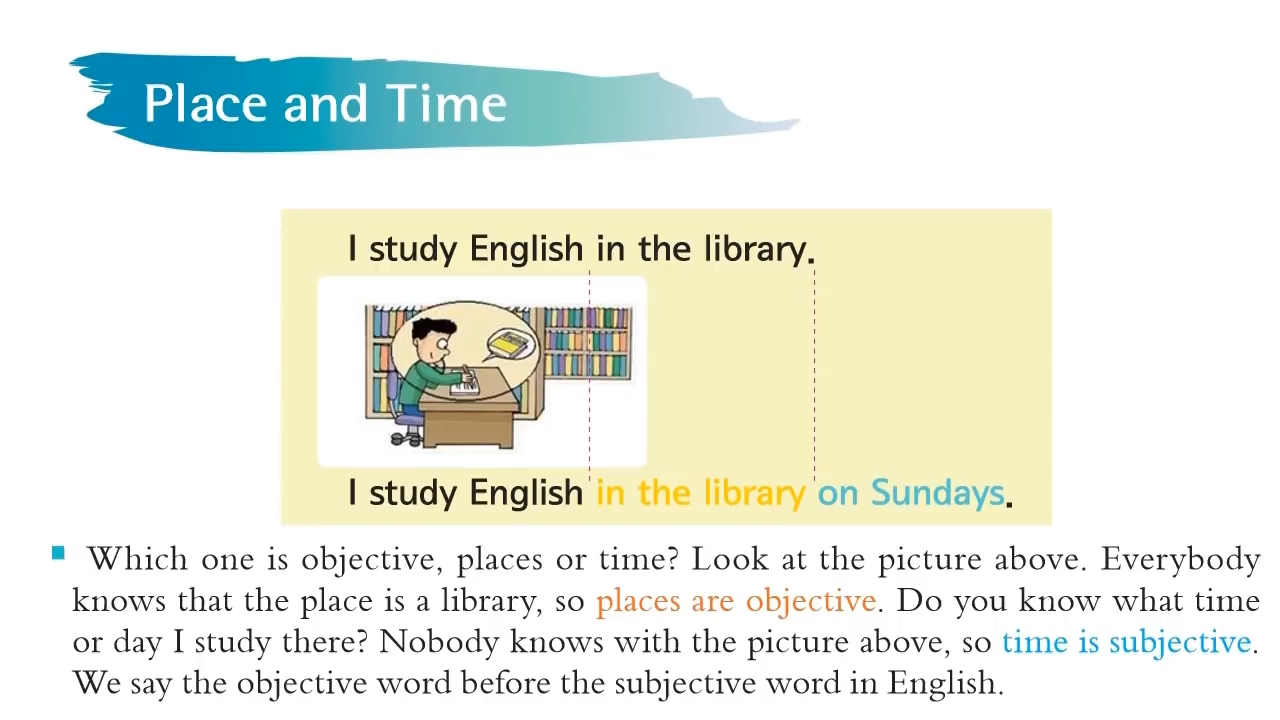 Place and Time
I study English in the library.
I study English in the library on Sundays.
▪ Which one is objective, places or time? Look at the picture above. Everybody
knows that the place is a library, so places are objective. Do you know what time
or day I study there? Nobody knows with the picture above, so time is subjective.
We say the objective word before the subjective word in English.